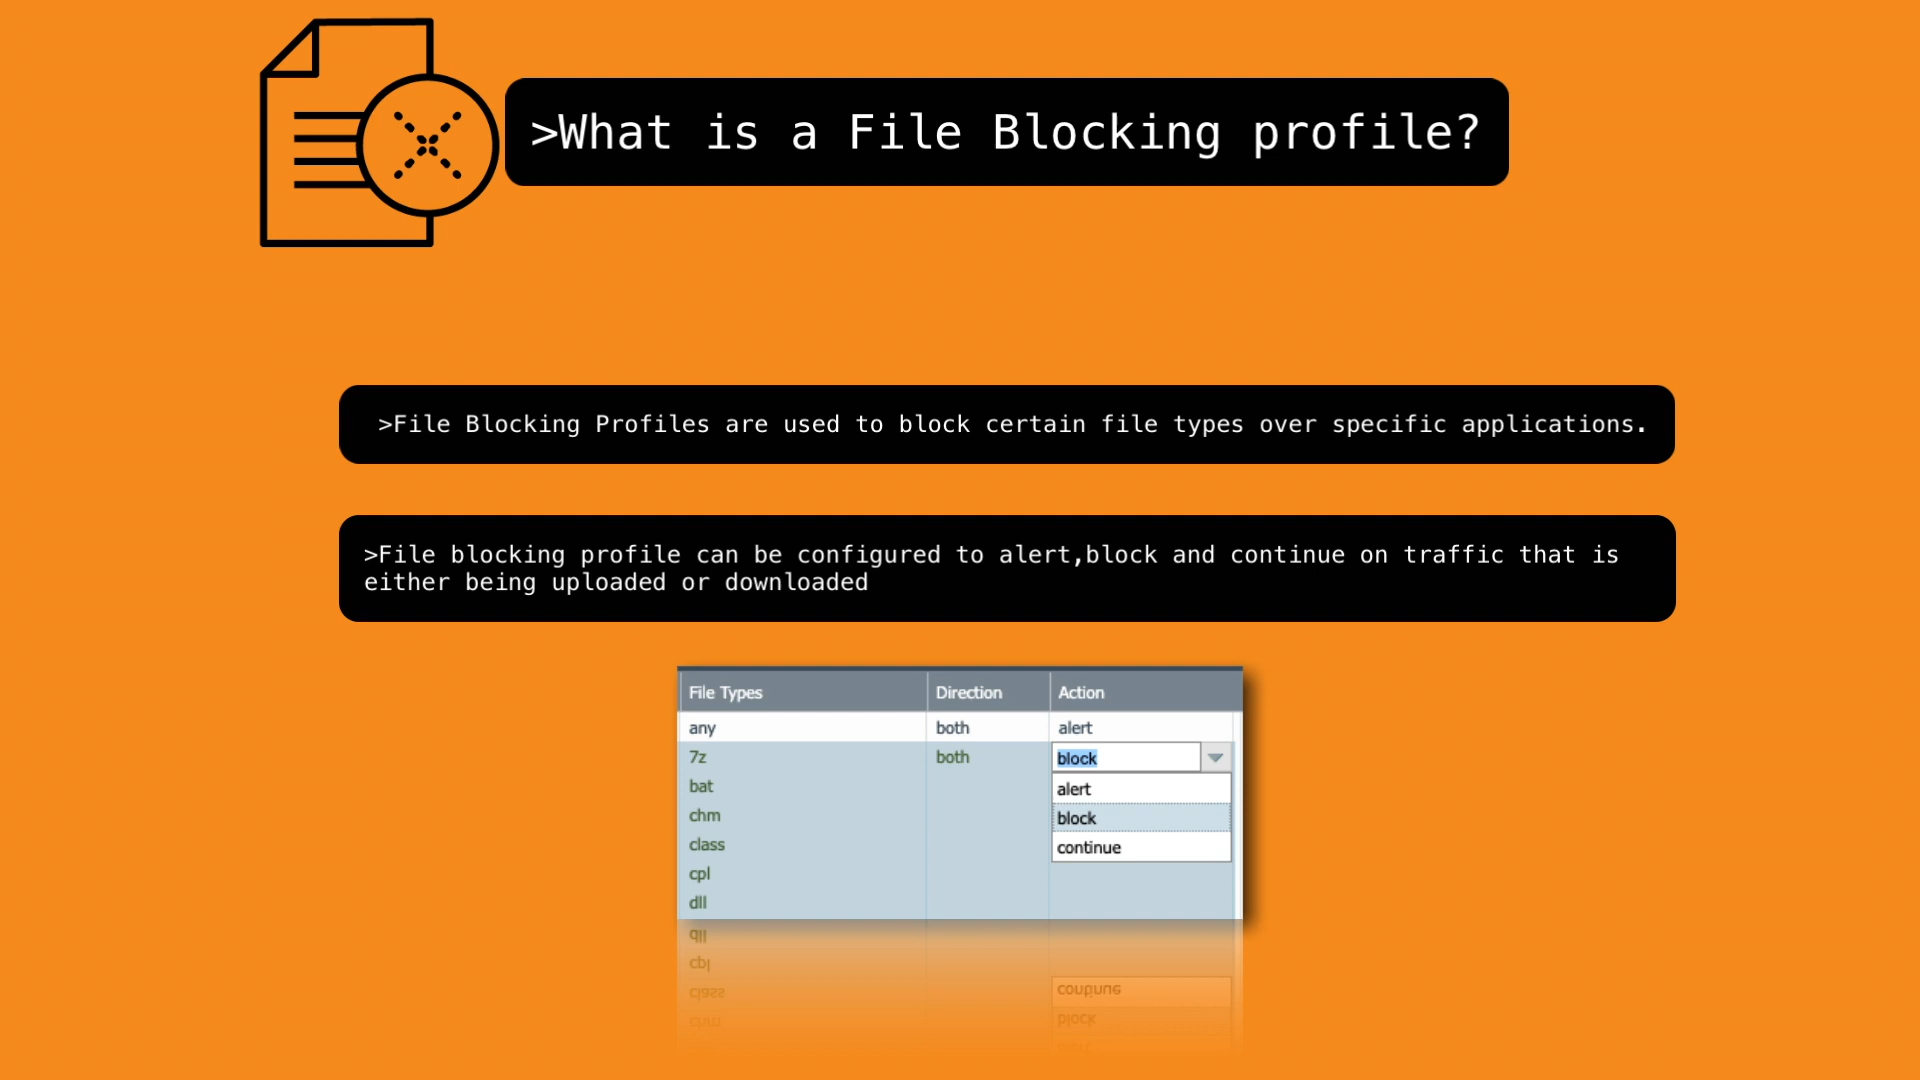 >What is a File Blocking profile?
>File Blocking Profiles are used to block certain file types over specific applications.
>File blocking profile can be configured to alert,block and continue on traffic that is
either being uploaded or downloaded
File Types Direction Action
any both alert
7z both block
bat alert
chm block
class continue
cpl
dll